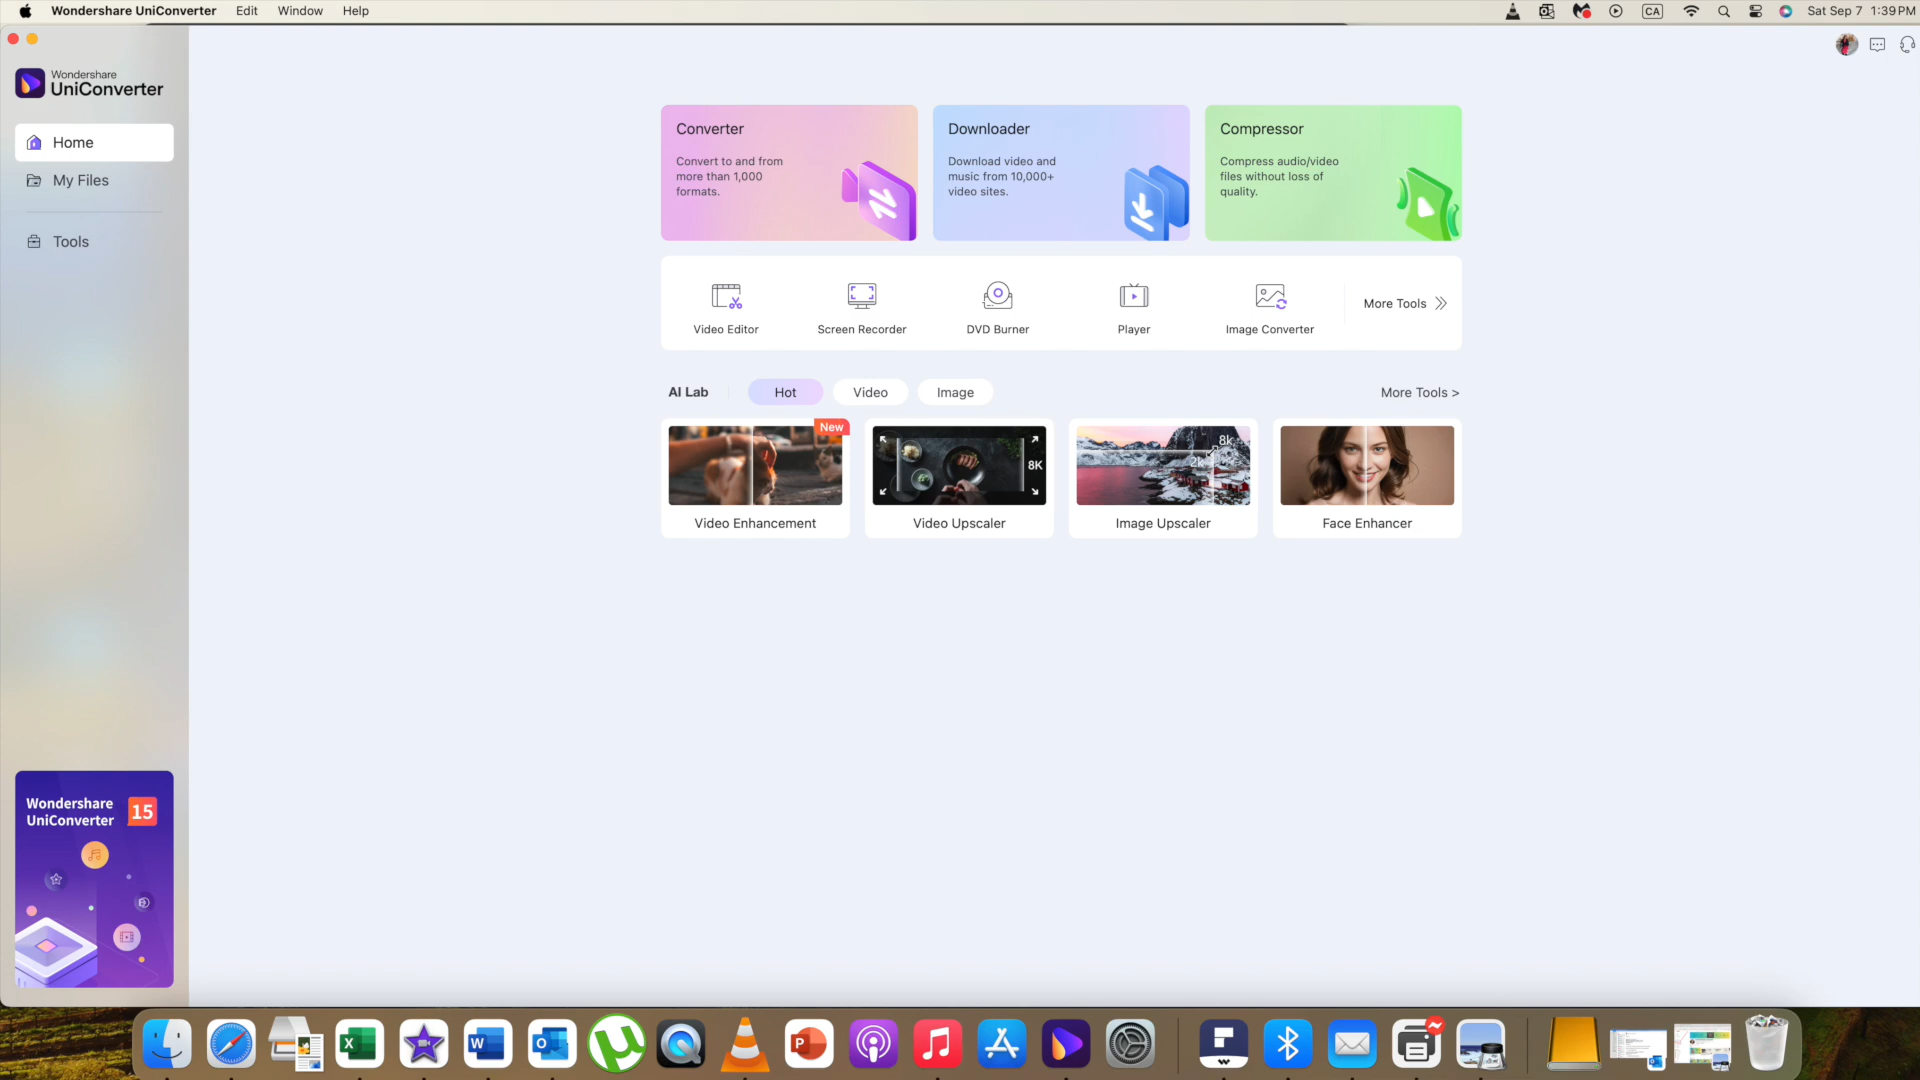 Wondershare UniConverter Edit Window Help
CA Sat Sep 7 1:39 PM
Wondershare
UniConverter
Home
My Files
Tools
Converter
Convert to and from
more than 1,000
formats.
Downloader
Download video and
music from 10,000+
video sites.
Compressor
Compress audio/video
files without loss of
quality.
Video Editor
Screen Recorder
DVD Burner
Player
Image Converter
More Tools
AI Lab
Hot
Video
Image
More Tools >
New
Video Enhancement
8K
Video Upscaler
8k
2k
Image Upscaler
Face Enhancer
Wondershare
UniConverter
15
X
W
O
P